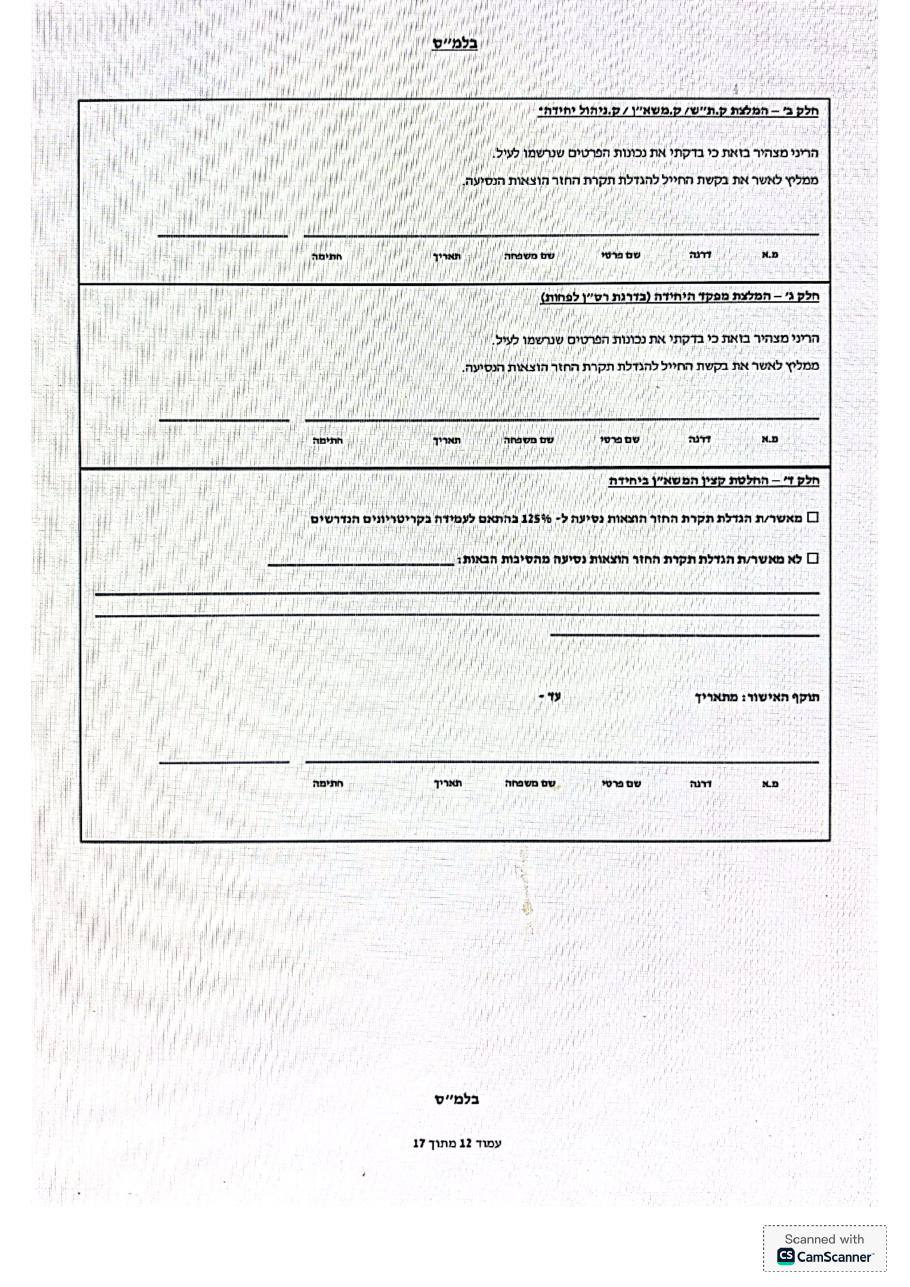 בלמ״ס
חלק ב׳ – המלצת ק.ת״ש/ ק.משא״ן / ק.ניהול יחידה*
הריני מצהיר בזאת כי בדקתי את נכונות הפרטים שנרשמו לעיל.
ממליץ לאשר את בקשת החייל להגדלת תקרת החזר הוצאות הנסיעה.
מ.א דרגה שם פרטי שם משפחה תאריך חתימה
חלק ג׳ – המלצת מפקד היחידה (בדרגת רס״ן לפחות)
הריני מצהיר בזאת כי בדקתי את נכונות הפרטים שנרשמו לעיל.
ממליץ לאשר את בקשת החייל להגדלת תקרת החזר הוצאות הנסיעה.
מ.א דרגה שם פרטי שם משפחה תאריך חתימה
חלק ד׳ – החלטת קצין המשא״ן ביחידה
☐ מאשר/ת הגדלת תקרת החזר הוצאות נסיעה ל- 125% בהתאם לעמידה בקריטריונים הנדרשים
☐ לא מאשר/ת הגדלת תקרת החזר הוצאות נסיעה מהסיבות הבאות:
תוקף האישור: מתאריך עד -
מ.א דרגה שם פרטי שם משפחה תאריך חתימה
בלמ״ס
עמוד 12 מתוך 17
Scanned with
CS CamScanner